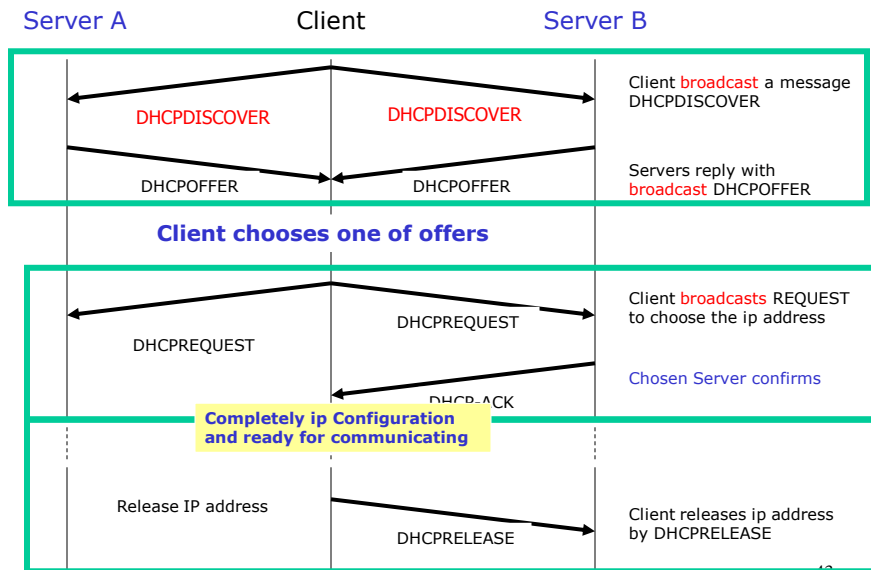 Server A
Client
Server B
Client broadcast a message
DHCPDISCOVER
DHCPDISCOVER
DHCPDISCOVER
Servers reply with
broadcast DHCPOFFER
DHCPOFFER
DHCPOFFER
Client chooses one of offers
Client broadcasts REQUEST
to choose the ip address
DHCPREQUEST
DHCPREQUEST
Chosen Server confirms
DHCP-ACK
Completely ip Configuration
and ready for communicating
Release IP address
Client releases ip address
by DHCPRELEASE
DHCPRELEASE